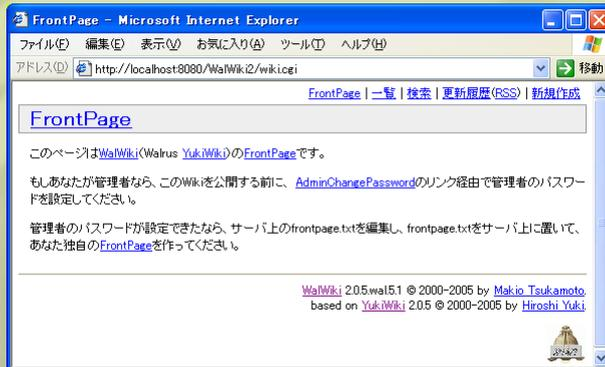 FrontPage - Microsoft Internet Explorer
ファイル(F) 編集(E) 表示(V) お気に入り(A) ツール(T) ヘルプ(H)
アドレス(D) http://localhost:8080/WalWiki2/wiki.cgi 移動
FrontPage | 一覧 | 検索 | 更新履歴(RSS) | 新規作成
FrontPage
このページはWalWiki(Walrus YukiWiki)のFrontPageです。
もしあなたが管理者なら、このWikiを公開する前に、 AdminChangePasswordのリンク経由で管理者のパスワー
ドを設定してください。
管理者のパスワードが設定できたなら、サーバ上のfrontpage.txtを編集し、frontpage.txtをサーバ上に置いて、
あなた独自のFrontPageを作ってください。
WalWiki 2.0.5.wal.5.1 © 2000-2005 by Makio Tsukamoto.
based on YukiWiki 2.0.5 © 2000-2005 by Hiroshi Yuki.